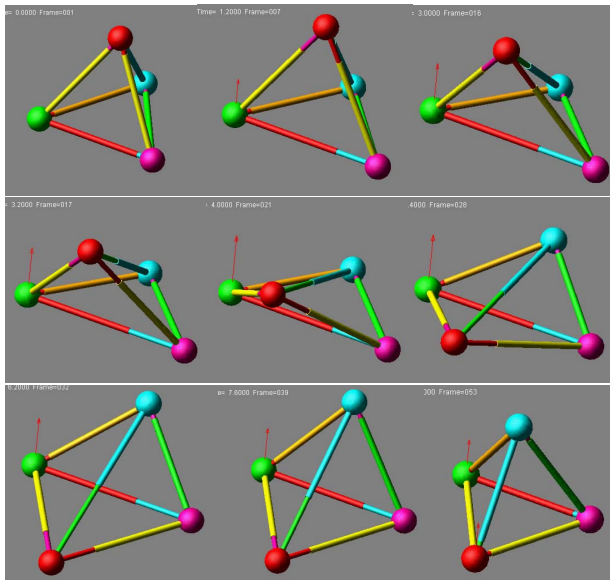 e= 0.0000 Frame=001
Time= 1.2000 Frame=007
= 3.0000 Frame=016
= 3.2000 Frame=017
4.0000 Frame=021
.4000 Frame=028
6.2000 Frame=032
e= 7.6000 Frame=039
000 Frame=053